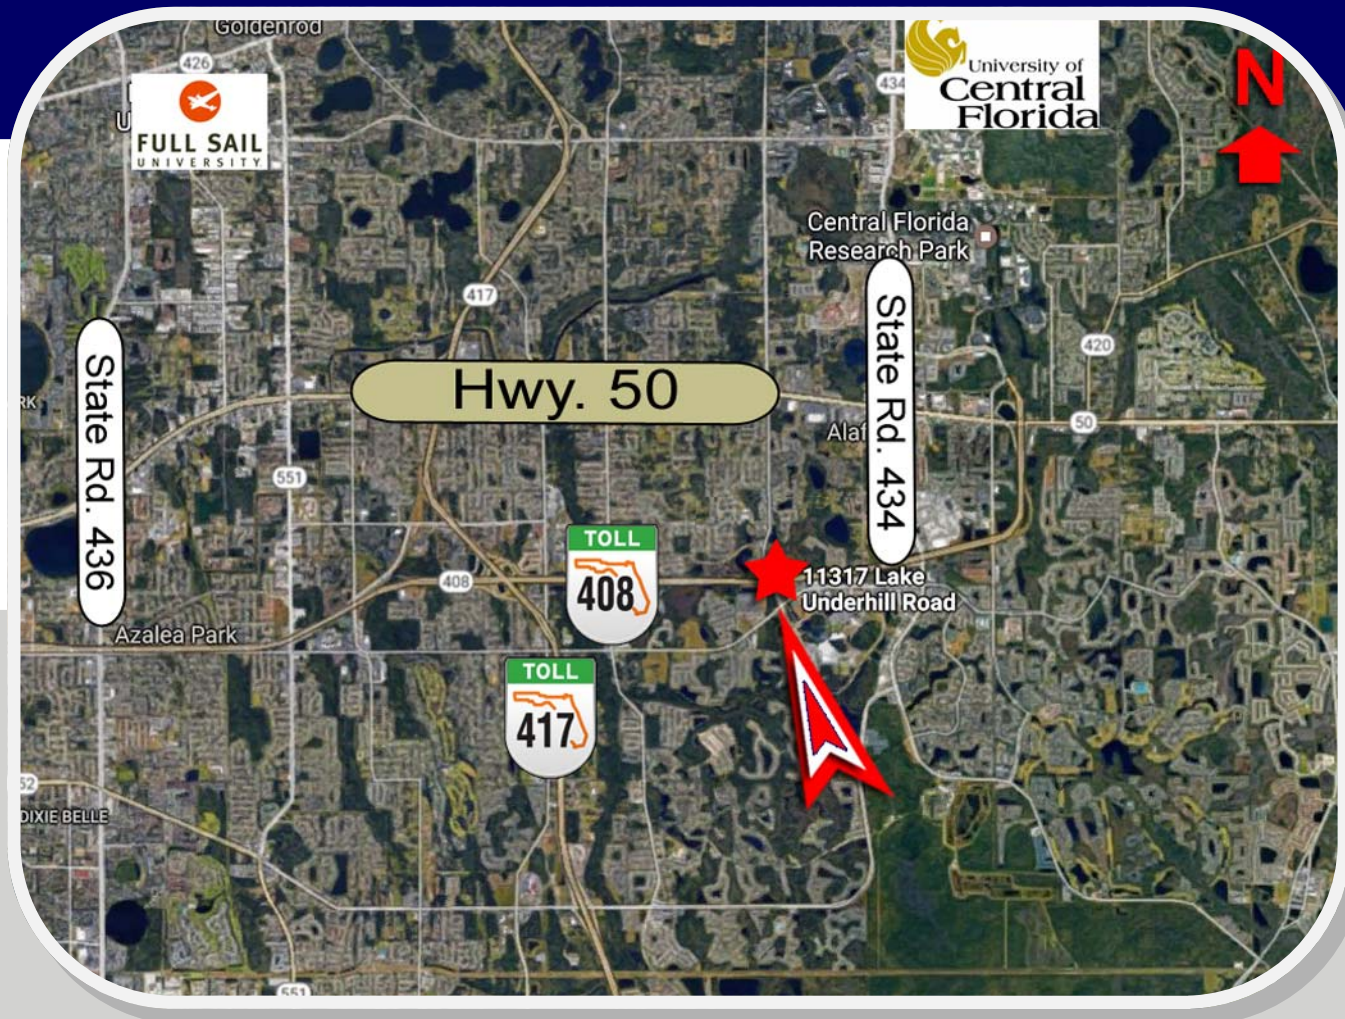 Goldenrod
426
FULL SAIL
UNIVERSITY.
434
University of
Central
Florida
N
Central Florida
Research Park
417
420
State Rd. 436
Hwy. 50
State Rd. 434
50
551
TOLL
408
408
11317 Lake
Underhill Road
Azalea Park
TOLL
417
DIXIE BELLE
551